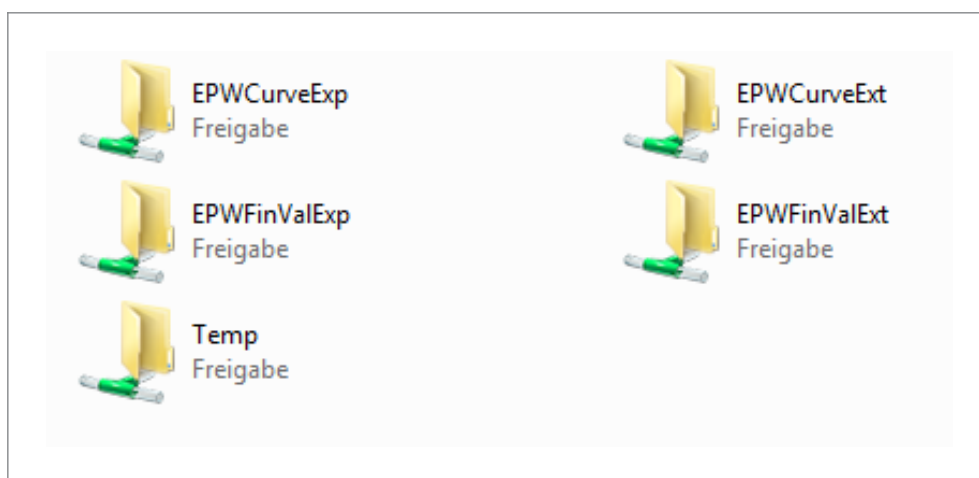 EPWCurveExp
Freigabe
EPWCurveExt
Freigabe
EPWFinValExp
Freigabe
EPWFinValExt
Freigabe
Temp
Freigabe